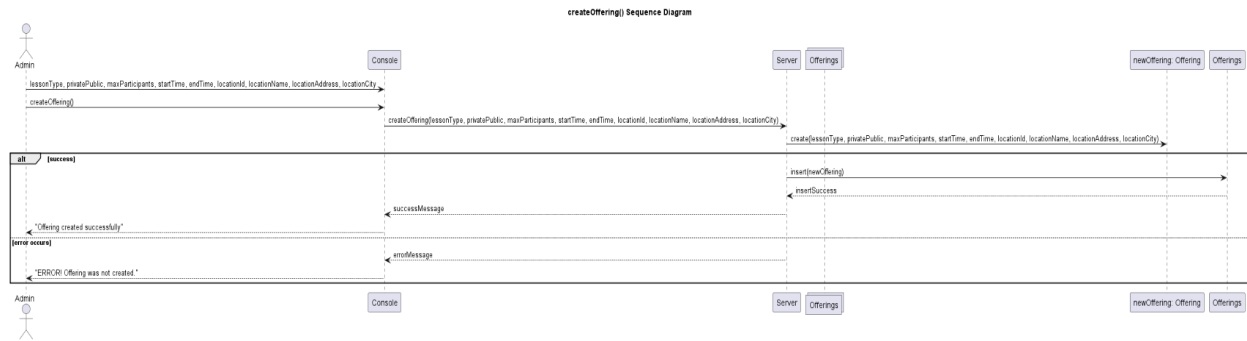 createOffering() Sequence Diagram
Admin
Console
Server
Offerings
newOffering: Offering
Offerings
lessonType, privatePublic, maxParticipants, startTime, endTime, locationId, locationName, locationAddress, locationCity
createOffering()
createOffering(lessonType, privatePublic, maxParticipants, startTime, endTime, locationId, locationName, locationAddress, locationCity)
create(lessonType, privatePublic, maxParticipants, startTime, endTime, locationId, locationName, locationAddress, locationCity)
alt [success]
insert(newOffering)
insertSuccess
successMessage
"Offering created successfully"
[error occurs]
errorMessage
"ERROR! Offering was not created."
Admin
Console
Server
Offerings
newOffering: Offering
Offerings